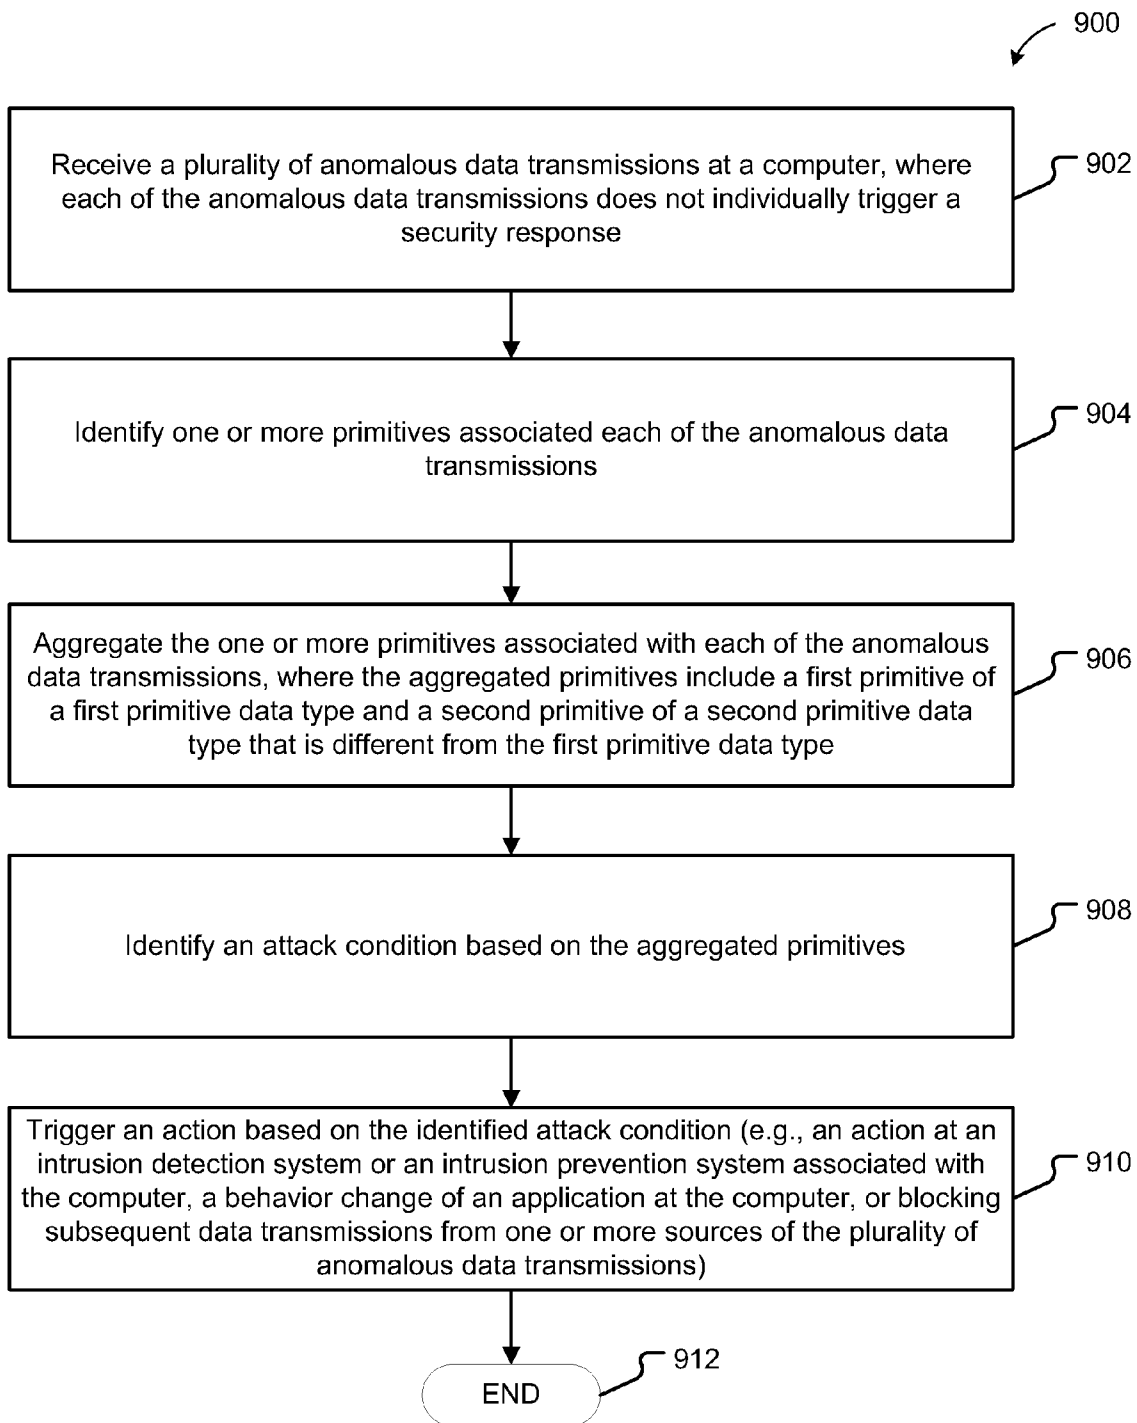 900
Receive a plurality of anomalous data transmissions at a computer, where
each of the anomalous data transmissions does not individually trigger a
security response
902
Identify one or more primitives associated each of the anomalous data
transmissions
904
Aggregate the one or more primitives associated with each of the anomalous
data transmissions, where the aggregated primitives include a first primitive of
a first primitive data type and a second primitive of a second primitive data
type that is different from the first primitive data type
906
Identify an attack condition based on the aggregated primitives
908
Trigger an action based on the identified attack condition (e.g., an action at an
intrusion detection system or an intrusion prevention system associated with
the computer, a behavior change of an application at the computer, or blocking
subsequent data transmissions from one or more sources of the plurality of
anomalous data transmissions)
910
END
912